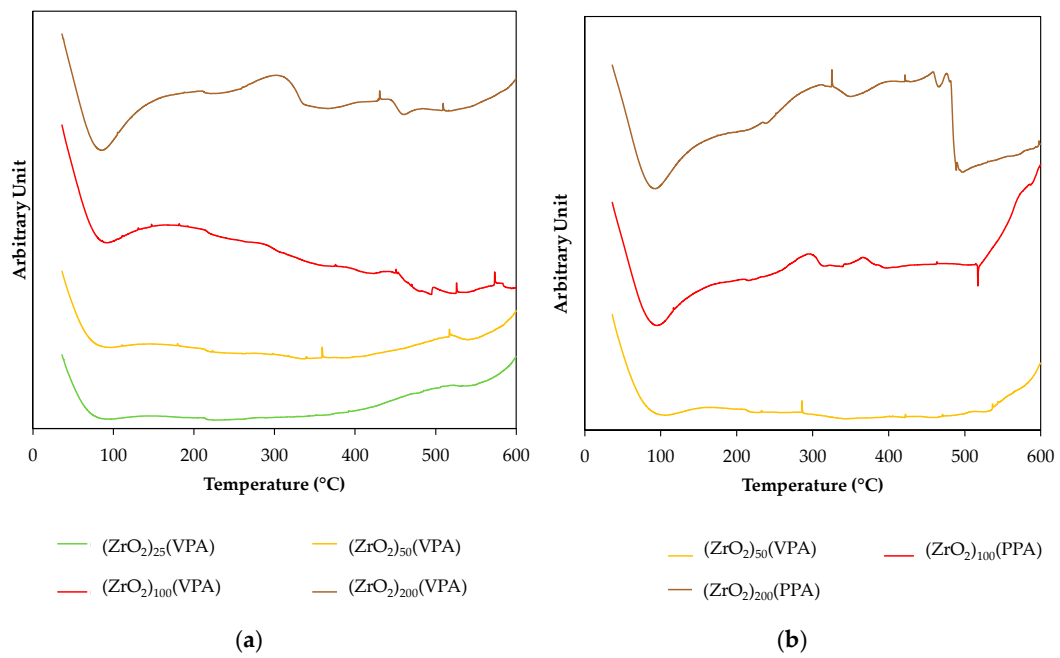 Arbitrary Unit
0 100 200 300 400 500 600
Temperature (°C)
(ZrO₂)₂₅(VPA) (ZrO₂)₅₀(VPA)
(ZrO₂)₁₀₀(VPA) (ZrO₂)₂₀₀(VPA)
(a)
Arbitrary Unit
0 100 200 300 400 500 600
Temperature (°C)
(ZrO₂)₅₀(VPA) (ZrO₂)₁₀₀(PPA)
(ZrO₂)₂₀₀(PPA)
(b)